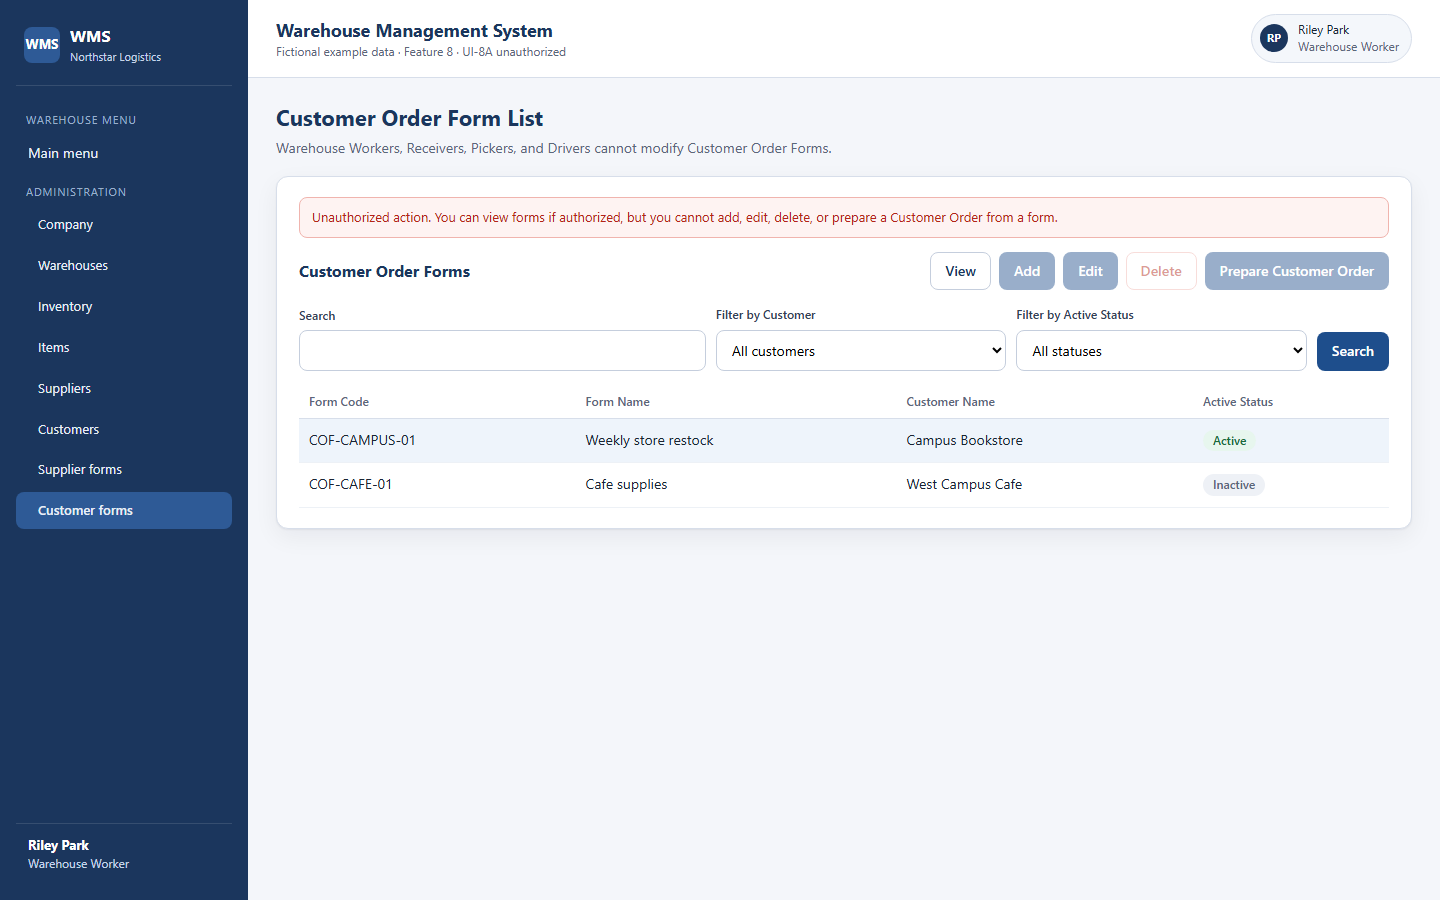 WMS
WMS
Northstar Logistics
WAREHOUSE MENU
Main menu
ADMINISTRATION
Company
Warehouses
Inventory
Items
Suppliers
Customers
Supplier forms
Customer forms
Riley Park
Warehouse Worker
Warehouse Management System
Fictional example data · Feature 8 · UI-8A unauthorized
RP
Riley Park
Warehouse Worker
Customer Order Form List
Warehouse Workers, Receivers, Pickers, and Drivers cannot modify Customer Order Forms.
Unauthorized action. You can view forms if authorized, but you cannot add, edit, delete, or prepare a Customer Order from a form.
Customer Order Forms
View Add Edit Delete Prepare Customer Order
Search Filter by Customer Filter by Active Status
All customers All statuses Search
Form Code Form Name Customer Name Active Status
COF-CAMPUS-01 Weekly store restock Campus Bookstore Active
COF-CAFE-01 Cafe supplies West Campus Cafe Inactive